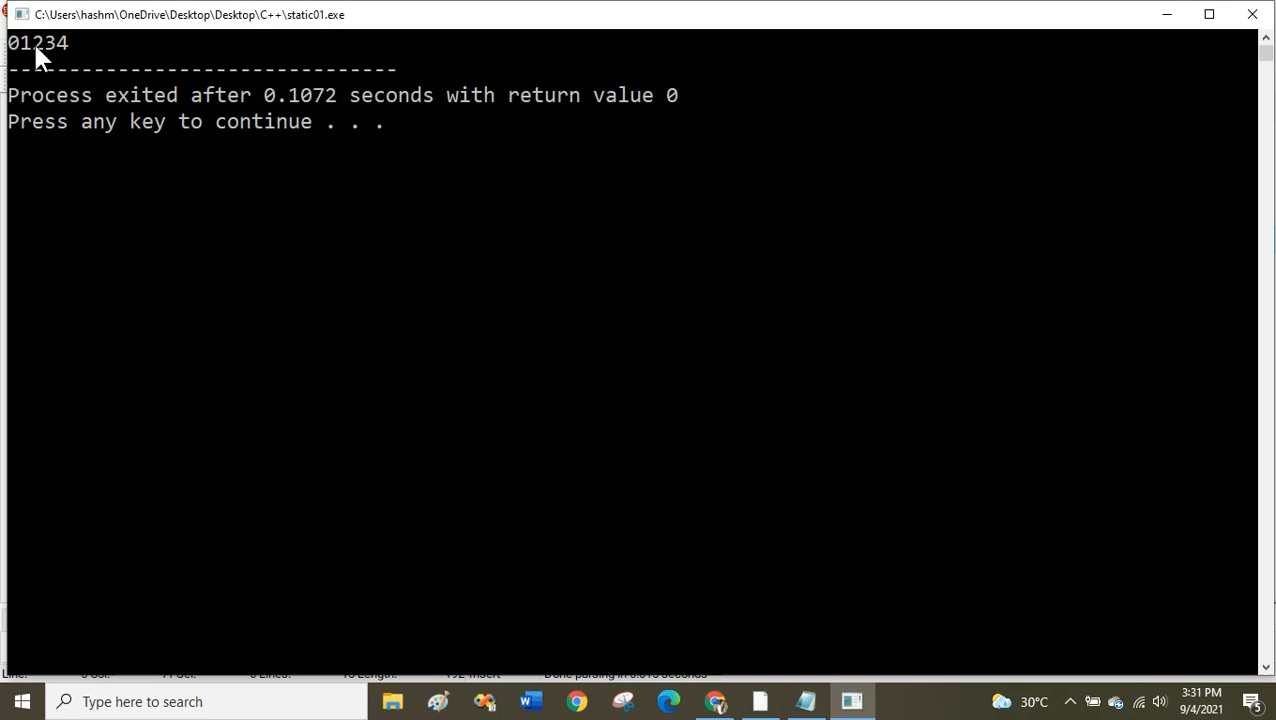 C:\Users\hashm\OneDrive\Desktop\Desktop\C++\static01.exe
01234
--------------------------------
Process exited after 0.1072 seconds with return value 0
Press any key to continue . . .
Type here to search
30°C
3:31 PM
9/4/2021
5